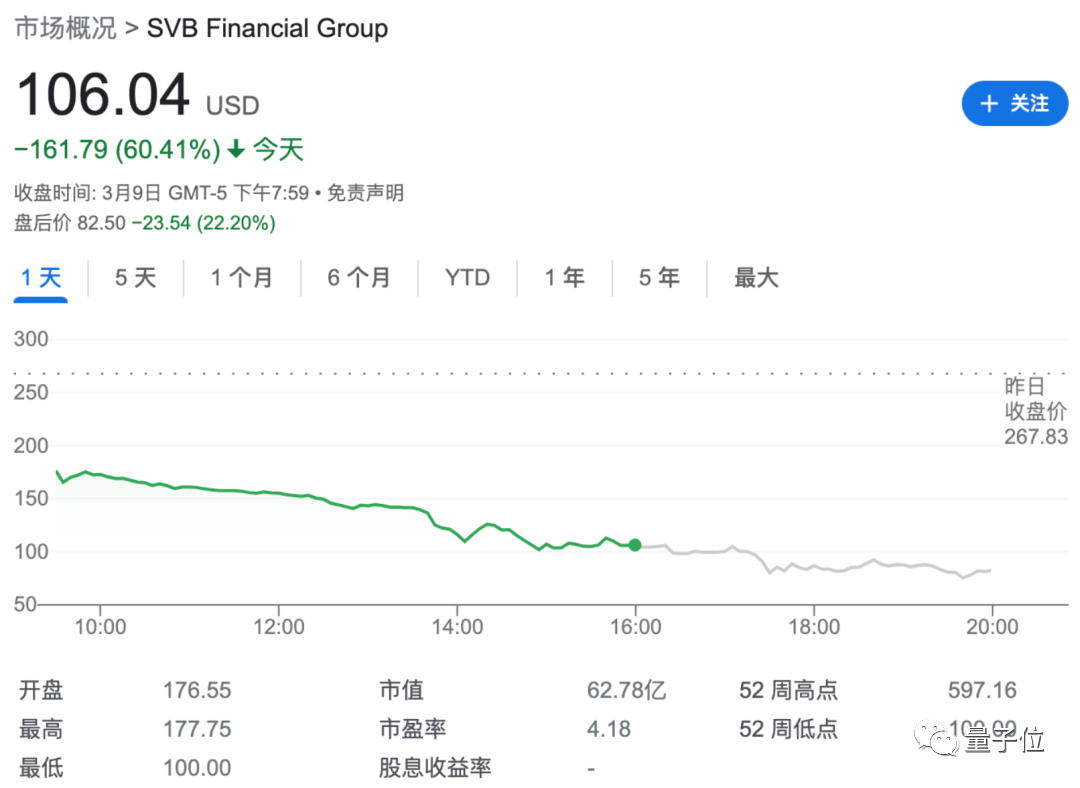 市场概况 > SVB Financial Group
106.04 USD
+ 关注
−161.79 (60.41%) 今天
收盘时间: 3月9日 GMT-5 下午7:59 • 免责声明
盘后价 82.50 −23.54 (22.20%)
1 天 5 天 1 个月 6 个月 YTD 1 年 5 年 最大
300
250
200
150
100
50
昨日
收盘价
267.83
10:00 12:00 14:00 16:00 18:00 20:00
开盘 176.55 市值 62.78亿 52 周高点 597.16
最高 177.75 市盈率 4.18 52 周低点 100.00
最低 100.00 股息收益率 -
量子位